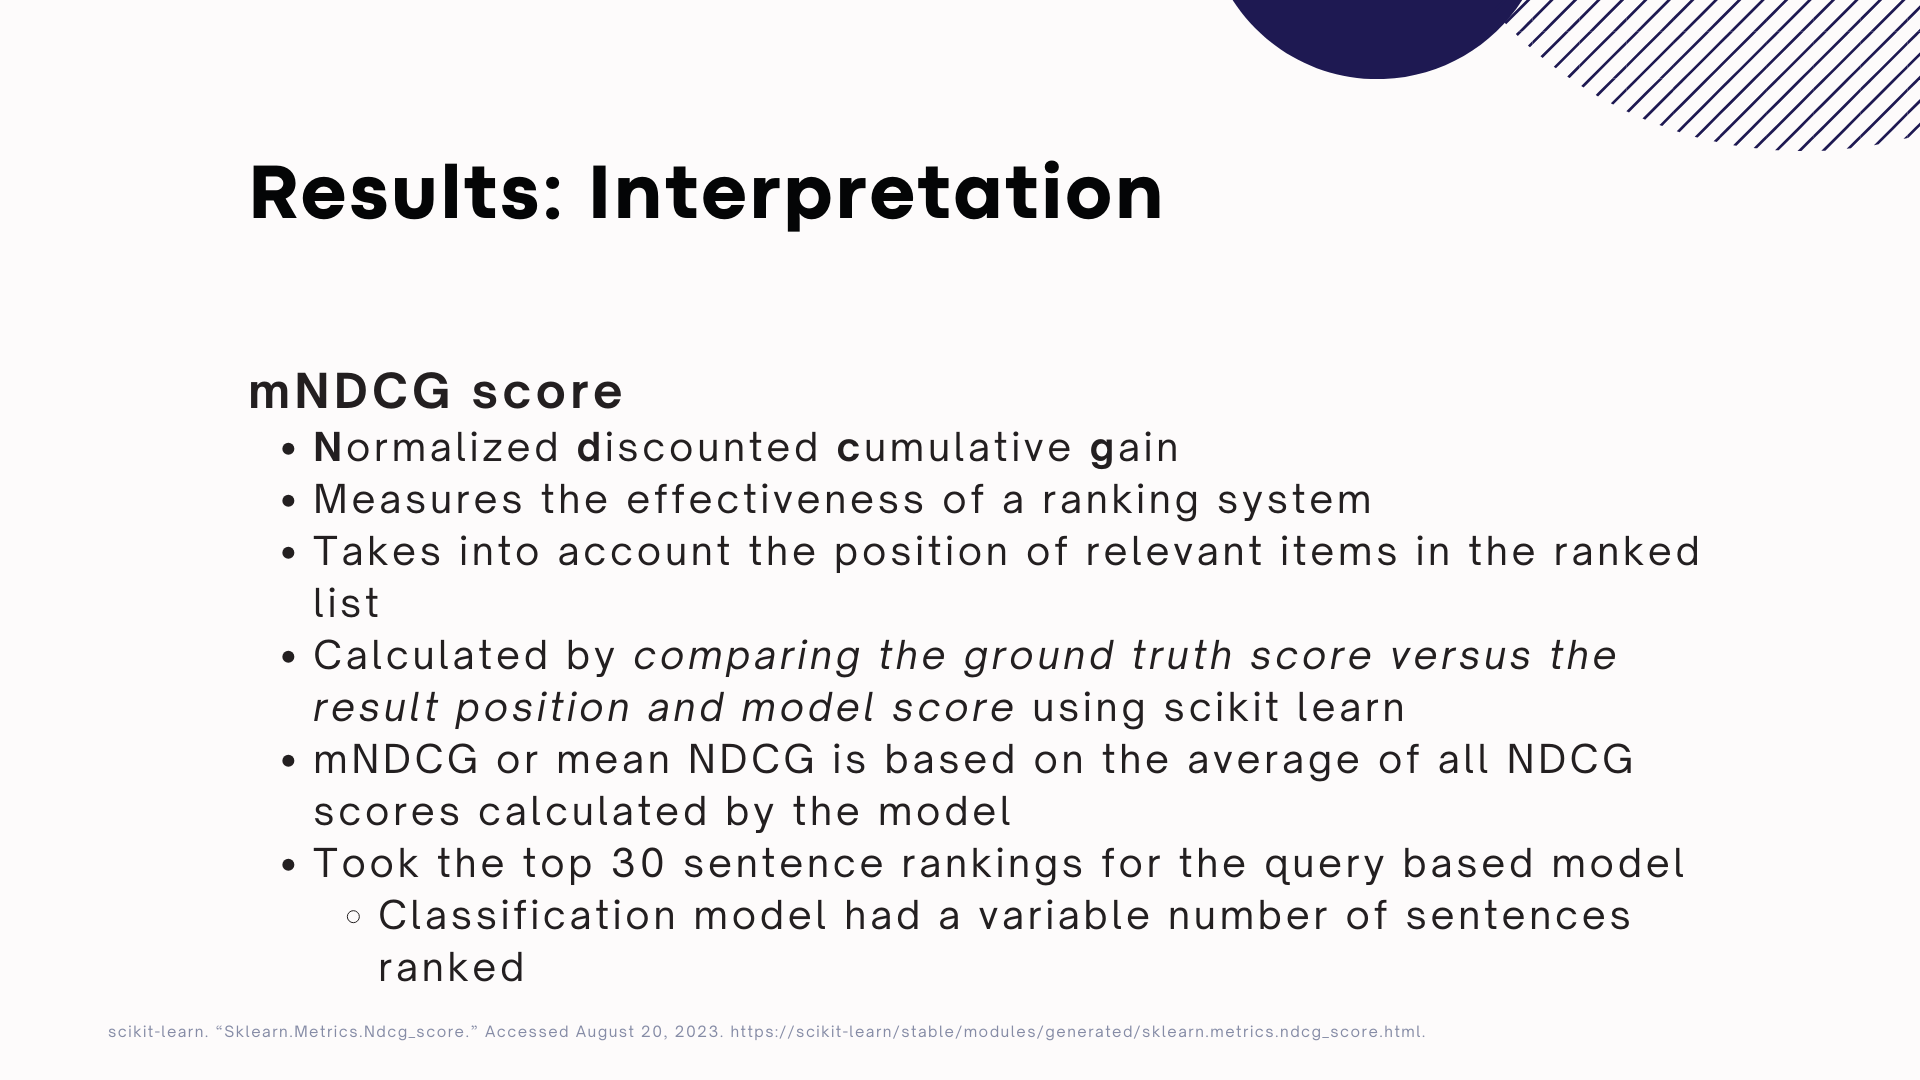 Results: Interpretation
mNDCG score
• Normalized discounted cumulative gain
• Measures the effectiveness of a ranking system
• Takes into account the position of relevant items in the ranked
list
• Calculated by comparing the ground truth score versus the
result position and model score using scikit learn
• mNDCG or mean NDCG is based on the average of all NDCG
scores calculated by the model
• Took the top 30 sentence rankings for the query based model
◦ Classification model had a variable number of sentences
ranked
scikit-learn. “Sklearn.Metrics.Ndcg_score.” Accessed August 20, 2023. https://scikit-learn/stable/modules/generated/sklearn.metrics.ndcg_score.html.